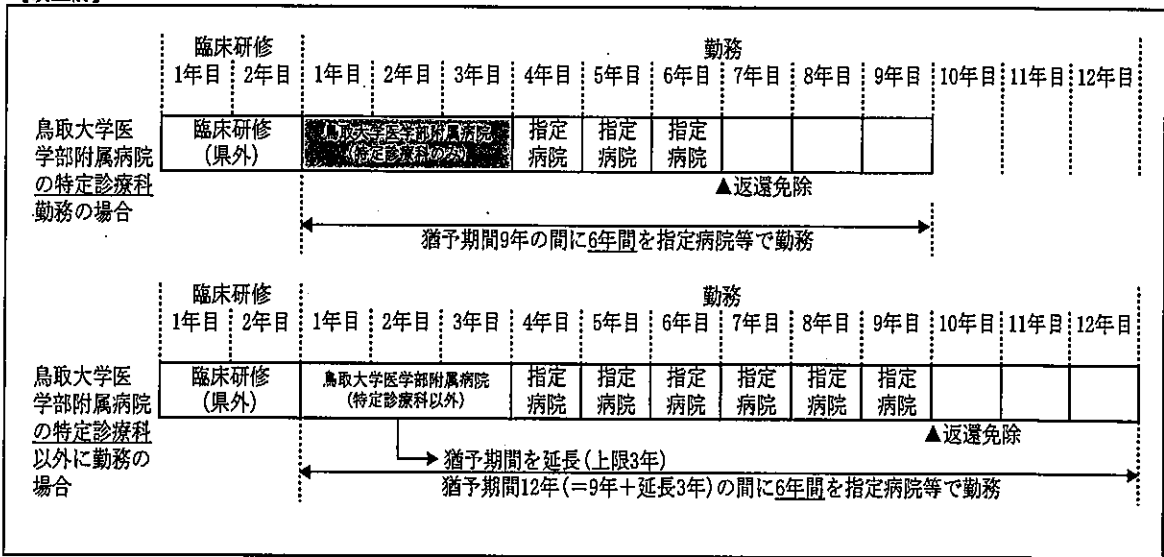 臨床研修 勤務
1年目 2年目 1年目 2年目 3年目 4年目 5年目 6年目 7年目 8年目 9年目 10年目 11年目 12年目
鳥取大学医
学部附属病院
の特定診療科
勤務の場合
臨床研修
(県外)
鳥取大学医学部附属病院
(特定診療科のみ)
指定 指定 指定
病院 病院 病院
▲返還免除
猶予期間9年の間に6年間を指定病院等で勤務
臨床研修 勤務
1年目 2年目 1年目 2年目 3年目 4年目 5年目 6年目 7年目 8年目 9年目 10年目 11年目 12年目
鳥取大学医
学部附属病院
の特定診療科
以外に勤務の
場合
臨床研修
(県外)
鳥取大学医学部附属病院
(特定診療科以外)
指定 指定 指定 指定 指定 指定
病院 病院 病院 病院 病院 病院
▲返還免除
猶予期間を延長(上限3年)
猶予期間12年(=9年+延長3年)の間に6年間を指定病院等で勤務